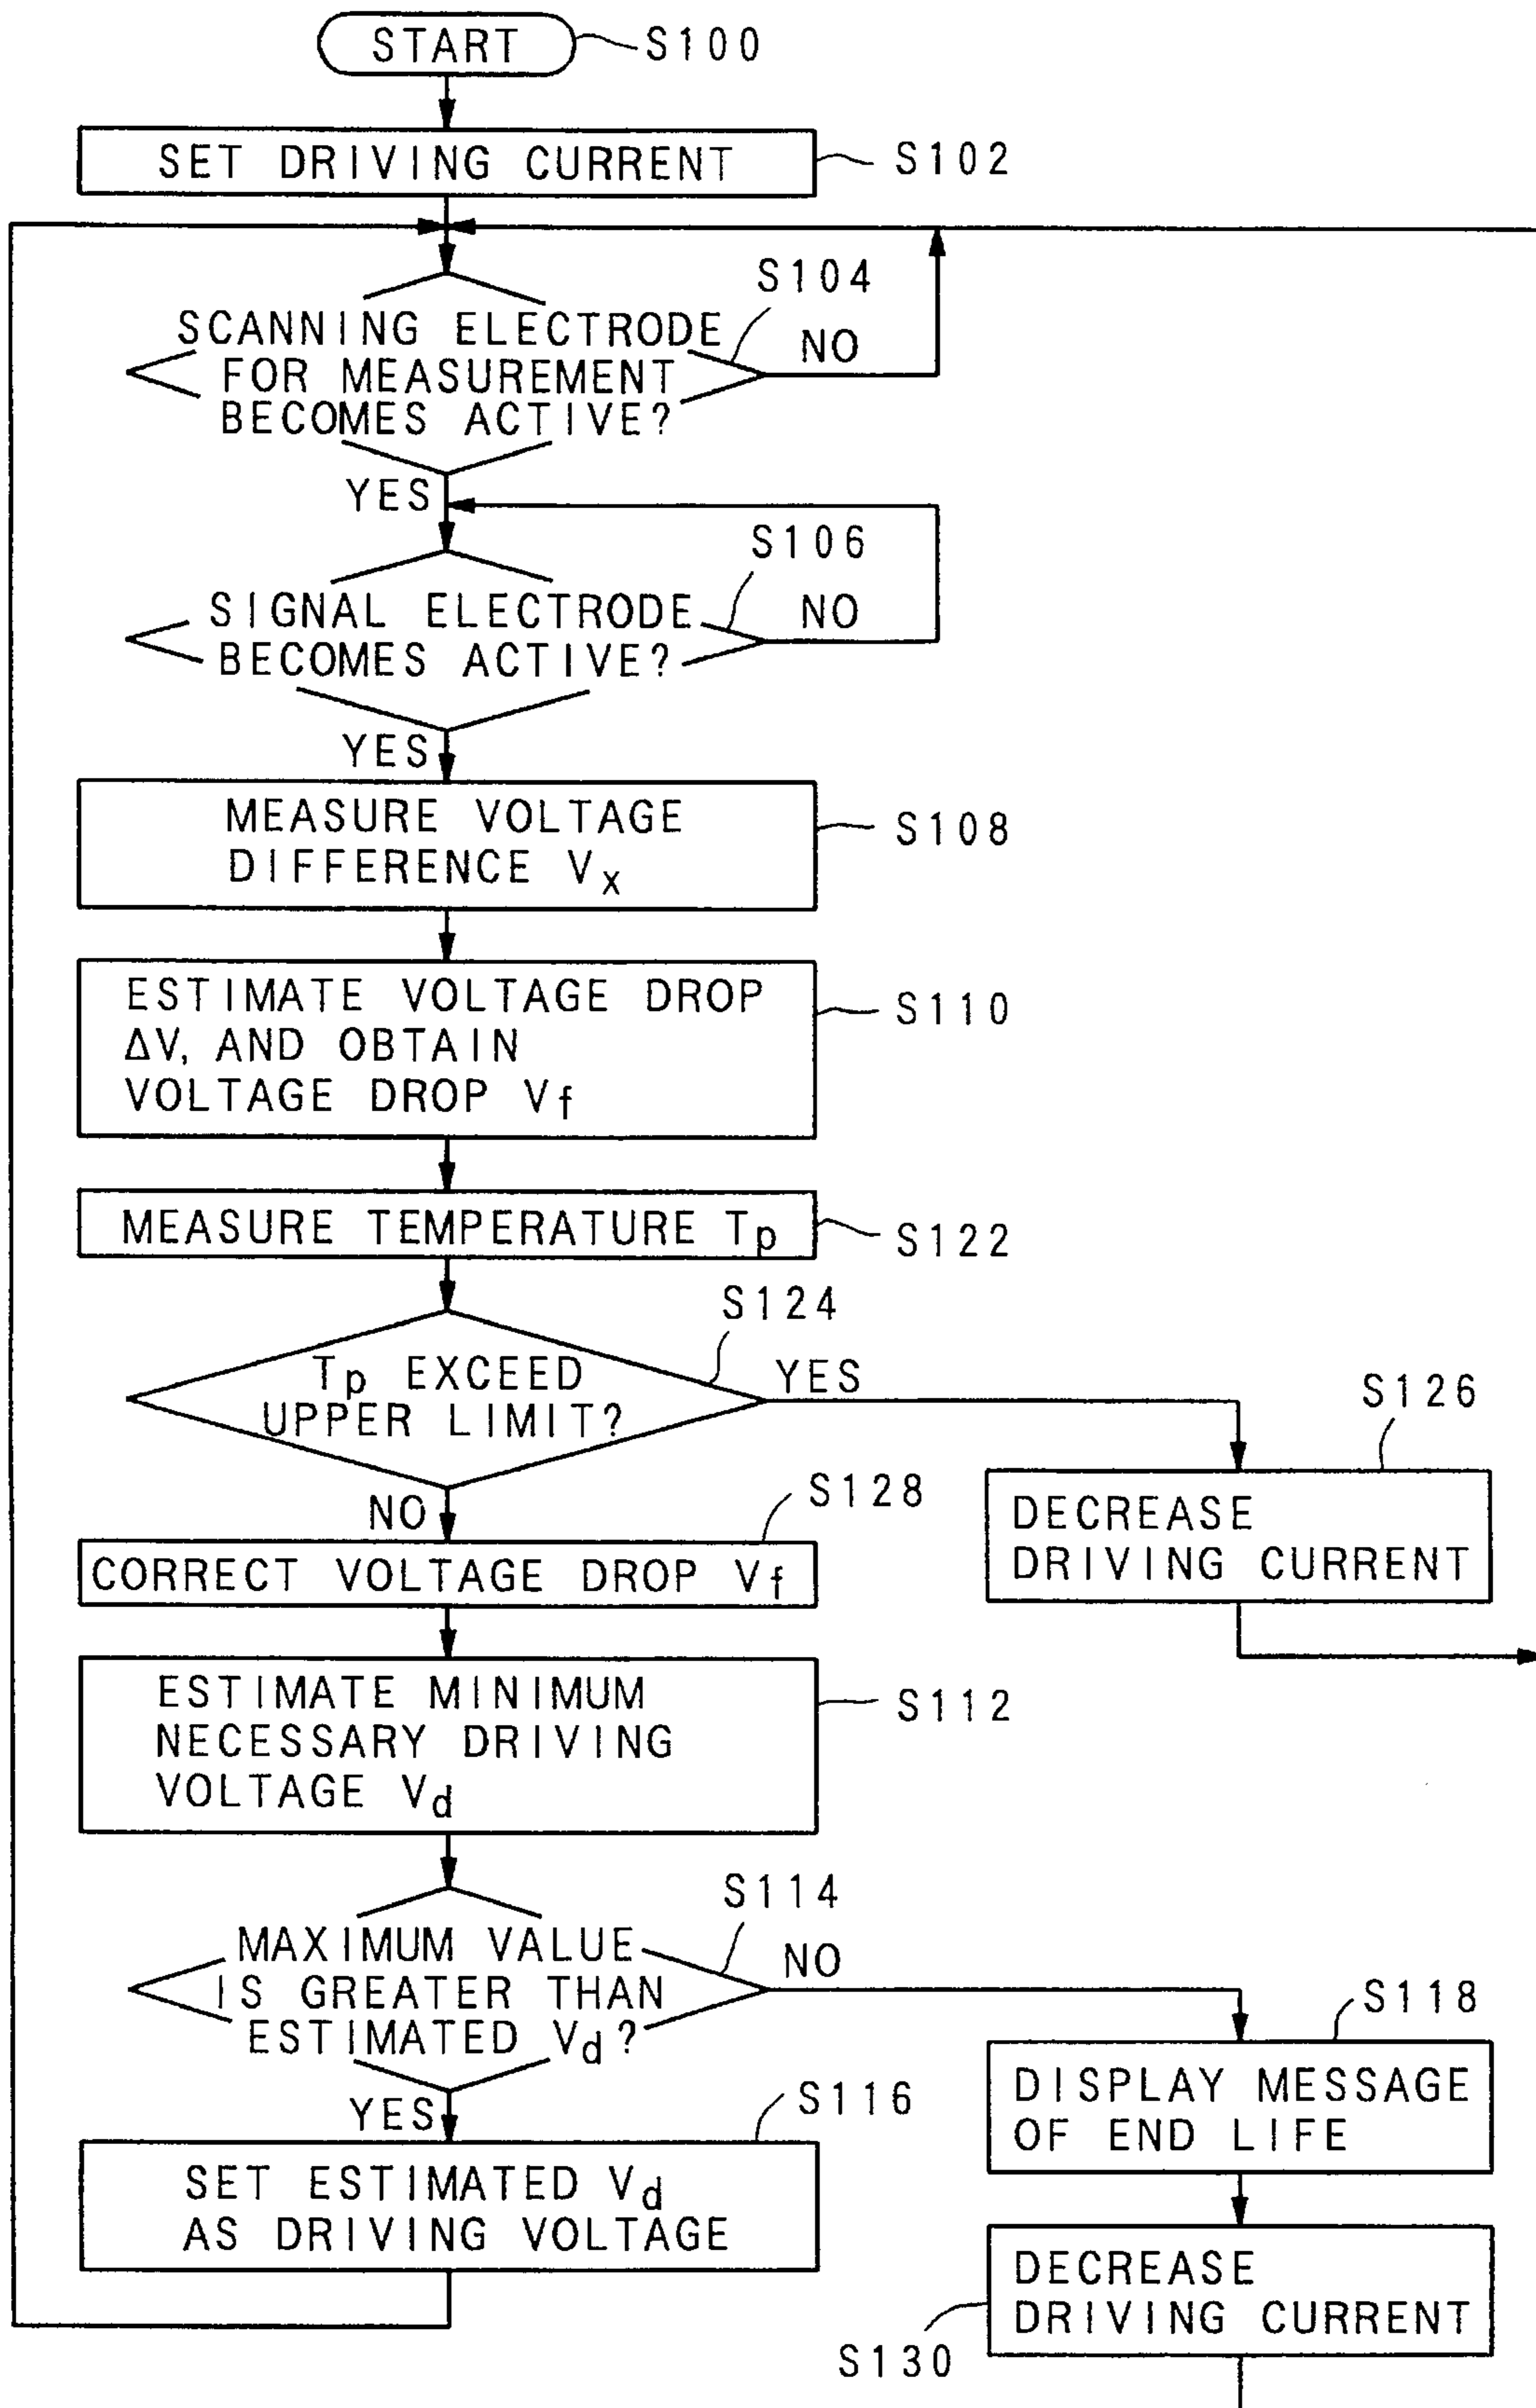 START
S100
SET DRIVING CURRENT
S102
S104
SCANNING ELECTRODE
FOR MEASUREMENT
BECOMES ACTIVE?
NO
YES
S106
SIGNAL ELECTRODE
BECOMES ACTIVE?
NO
YES
MEASURE VOLTAGE
DIFFERENCE Vx
S108
ESTIMATE VOLTAGE DROP
ΔV, AND OBTAIN
VOLTAGE DROP Vf
S110
MEASURE TEMPERATURE Tp
S122
S124
Tp EXCEED
UPPER LIMIT?
YES
S126
DECREASE
DRIVING CURRENT
NO
S128
CORRECT VOLTAGE DROP Vf
ESTIMATE MINIMUM
NECESSARY DRIVING
VOLTAGE Vd
S112
S114
MAXIMUM VALUE
IS GREATER THAN
ESTIMATED Vd?
NO
S118
DISPLAY MESSAGE
OF END LIFE
YES
S116
SET ESTIMATED Vd
AS DRIVING VOLTAGE
DECREASE
DRIVING CURRENT
S130